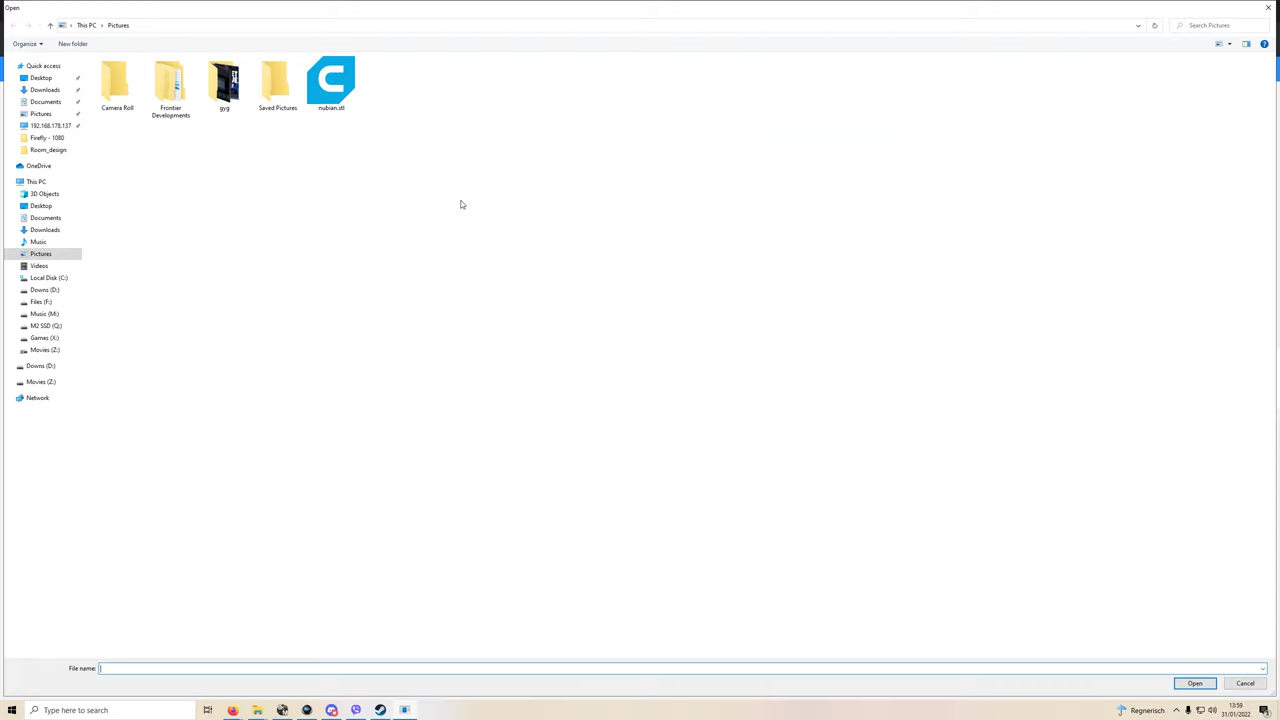 Open
This PC
Pictures
Search Pictures
Organize
New folder
Quick access
Desktop
Downloads
Documents
Pictures
192.168.178.137
Firefly - 1080
Room_design
OneDrive
This PC
3D Objects
Desktop
Documents
Downloads
Music
Pictures
Videos
Local Disk (C:)
Downs (D:)
Files (F:)
Music (M:)
M2 SSD (Q:)
Games (X:)
Movies (Z:)
Downs (D:)
Movies (Z:)
Network
Camera Roll
Frontier
Developments
gyg
Saved Pictures
nubian.stl
File name:
Open
Cancel
Type here to search
Regnerisch
13:59
31/01/2022